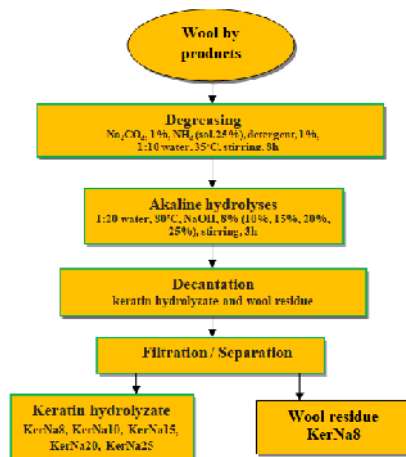 Wool by
products
Degreasing
Na₂CO₃, 1%, NH₃ (sol.25%), detergent, 1%,
1:10 water, 35°C, stirring, 3h
Akaline hydrolyses
1:20 water, 80°C, NaOH, 8% (10%, 15%, 20%,
25%), stirring, 3h
Decantation
keratin hydrolyzate and wool residue
Filtration / Separation
Keratin hydrolyzate
KerNa8, KerNa10, KerNa15,
KerNa20, KerNa25
Wool residue
KerNa8